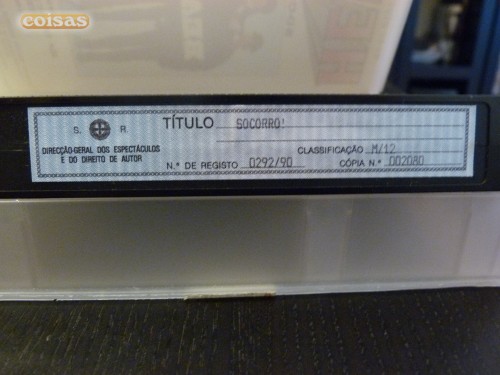 coisas
S. R.
TÍTULO SOCORRO!
DIRECÇÃO-GERAL DOS ESPECTÁCULOS
E DO DIREITO DE AUTOR
CLASSIFICAÇÃO M/12
N.º DE REGISTO 0292/90 CÓPIA N.º 002080